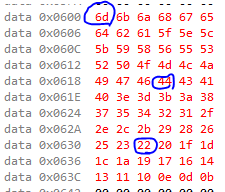 data 0x0600 6d 6b 6a 68 67 65
data 0x0606 64 62 61 5f 5e 5c
data 0x060C 5b 59 58 56 55 53
data 0x0612 52 50 4f 4d 4c 4a
data 0x0618 49 47 46 44 43 41
data 0x061E 40 3e 3d 3b 3a 38
data 0x0624 37 35 34 32 31 2f
data 0x062A 2e 2c 2b 29 28 26
data 0x0630 25 23 22 20 1f 1d
data 0x0636 1c 1a 19 17 16 14
data 0x063C 13 11 10 0e 0d 0b